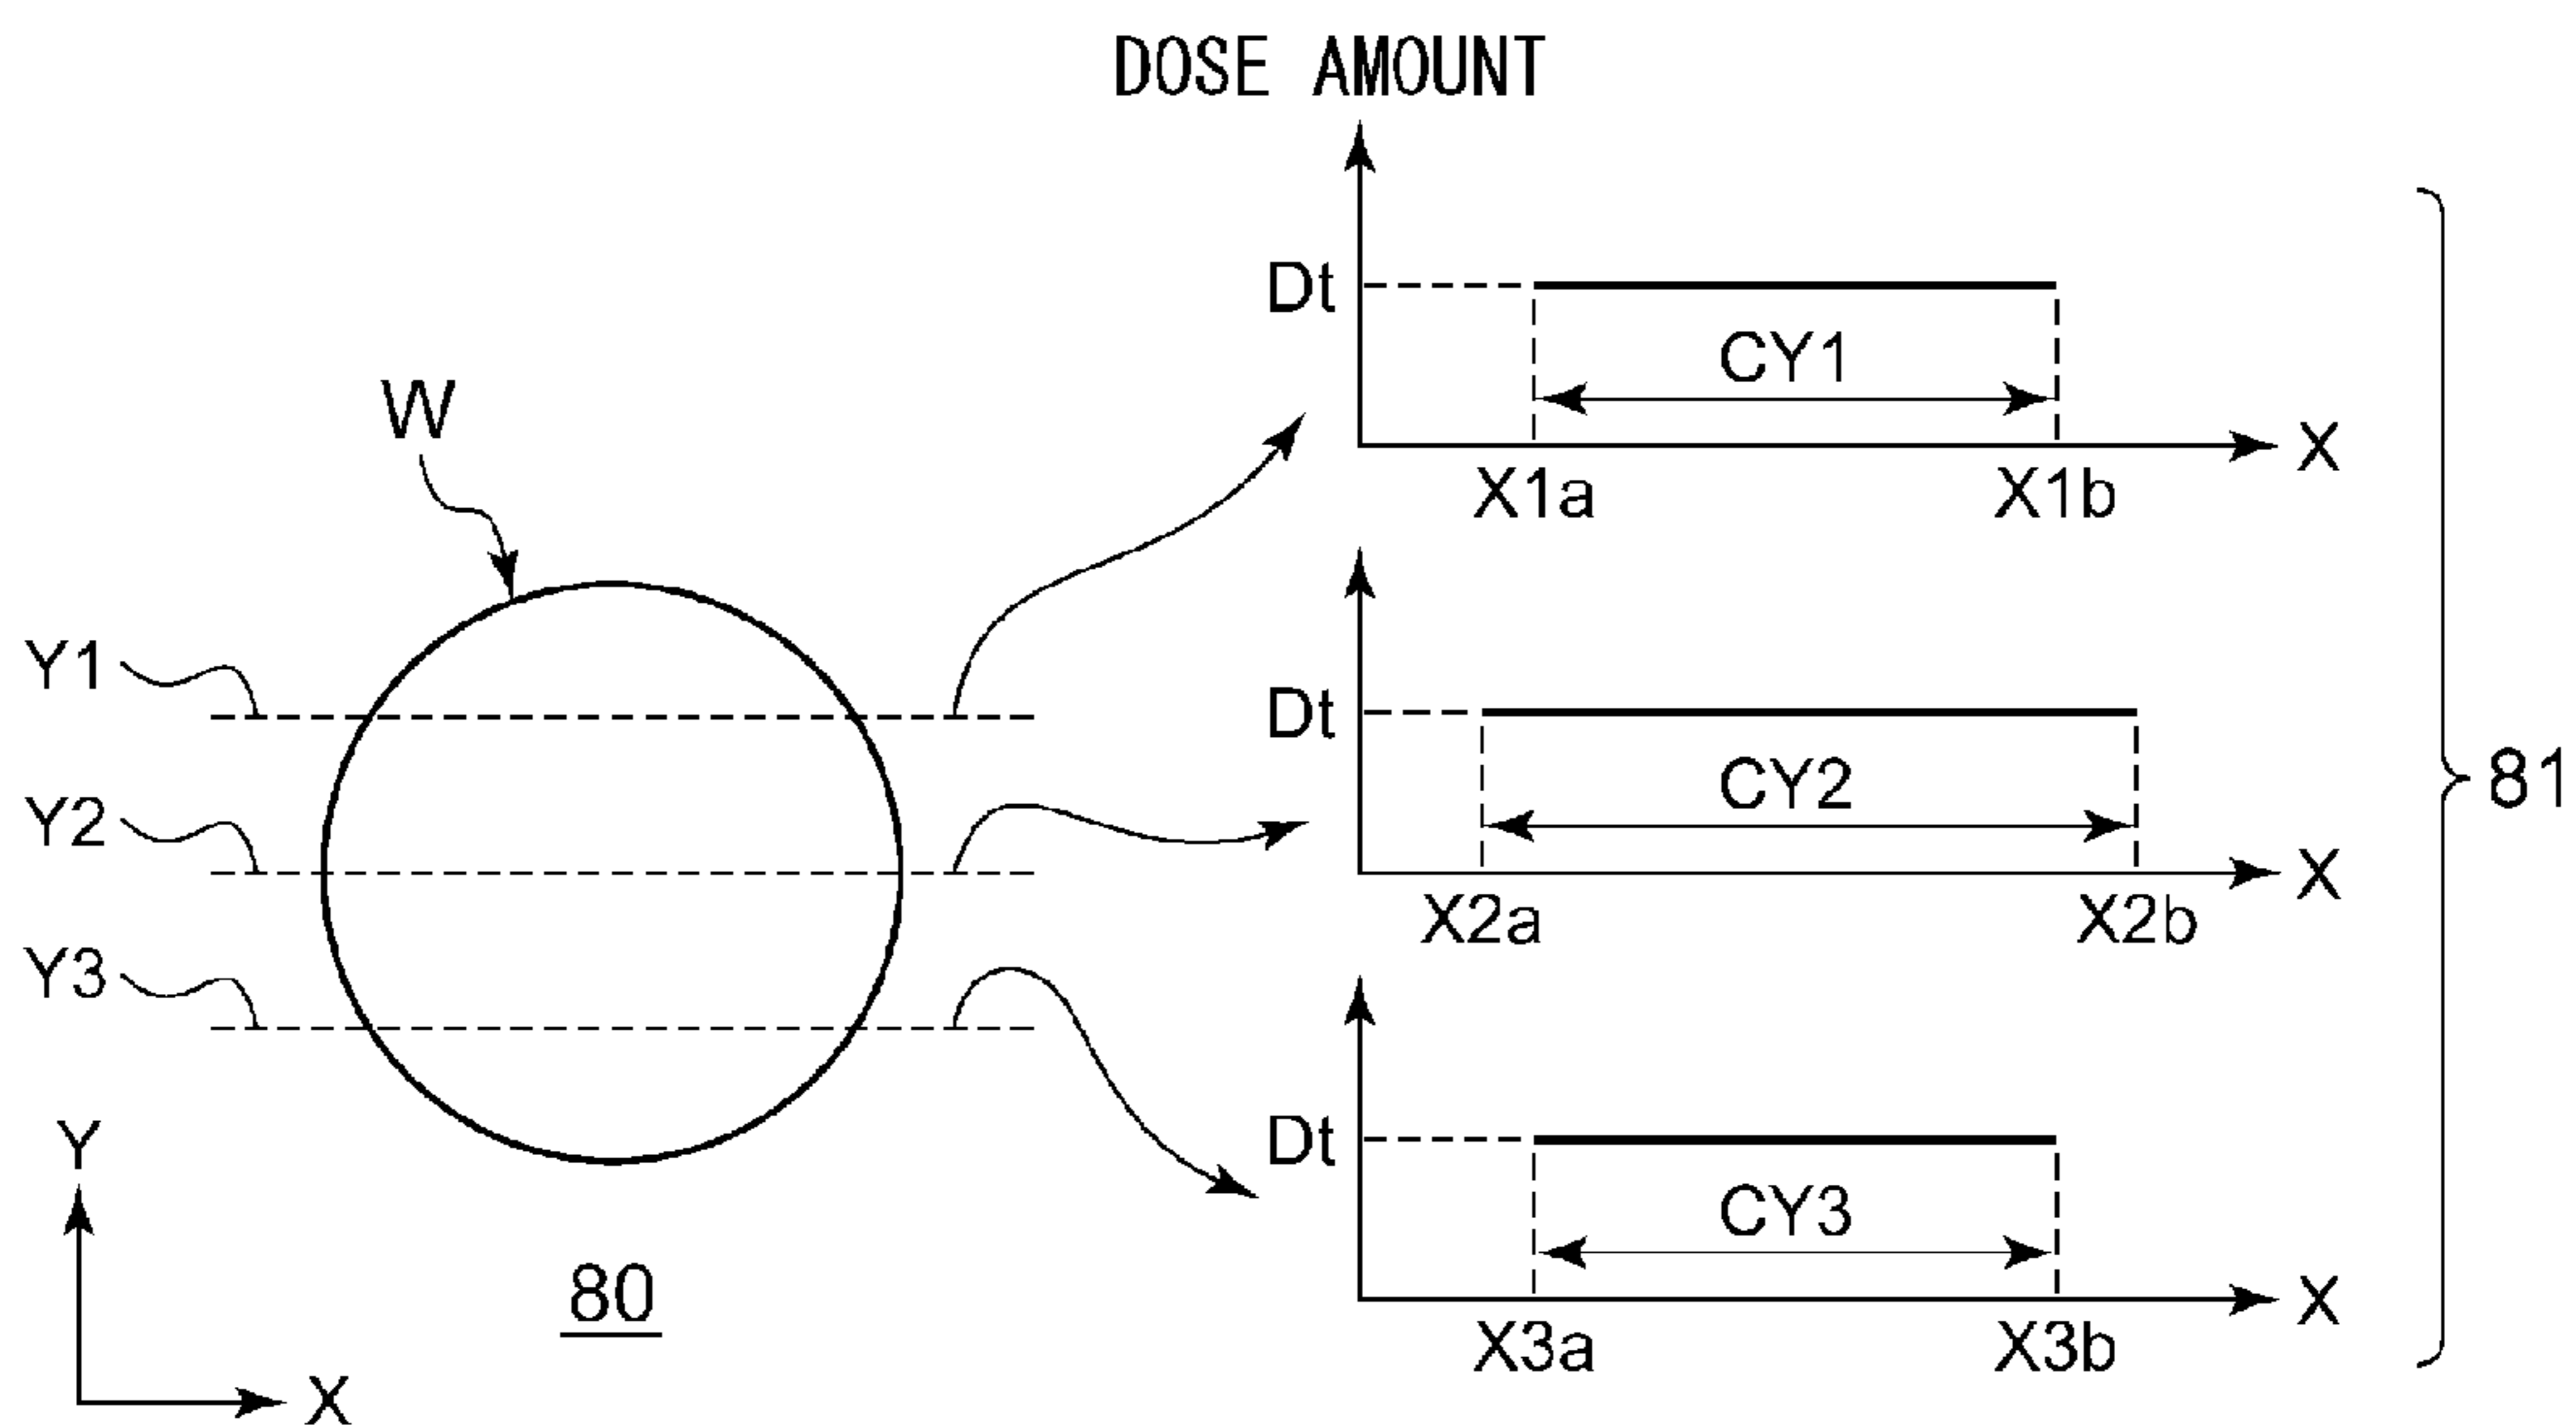 DOSE AMOUNT
Dt
CY1
X
X1a
X1b
W
Y1
Y2
Y3
Dt
CY2
X
X2a
X2b
81
Dt
CY3
X
X3a
X3b
Y
X
80